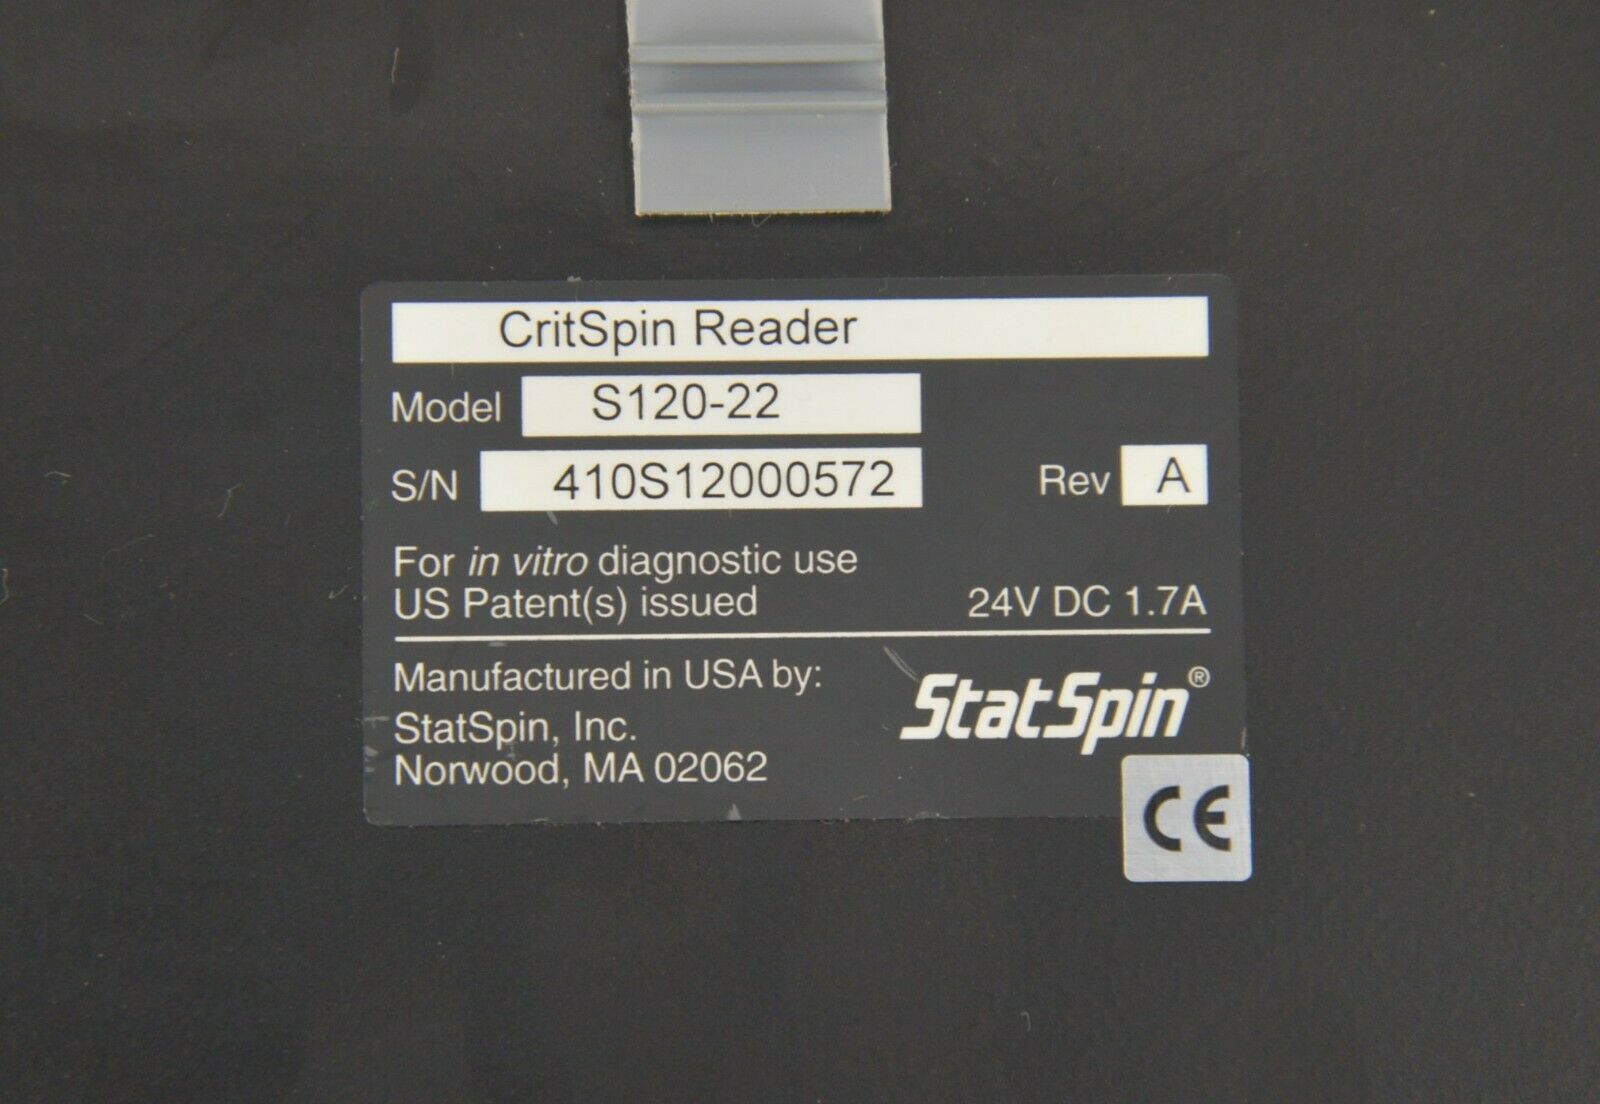 CritSpin Reader
Model S120-22
S/N 410S12000572 Rev A
For in vitro diagnostic use
US Patent(s) issued 24V DC 1.7A
Manufactured in USA by:
StatSpin, Inc.
Norwood, MA 02062
StatSpin®
CE